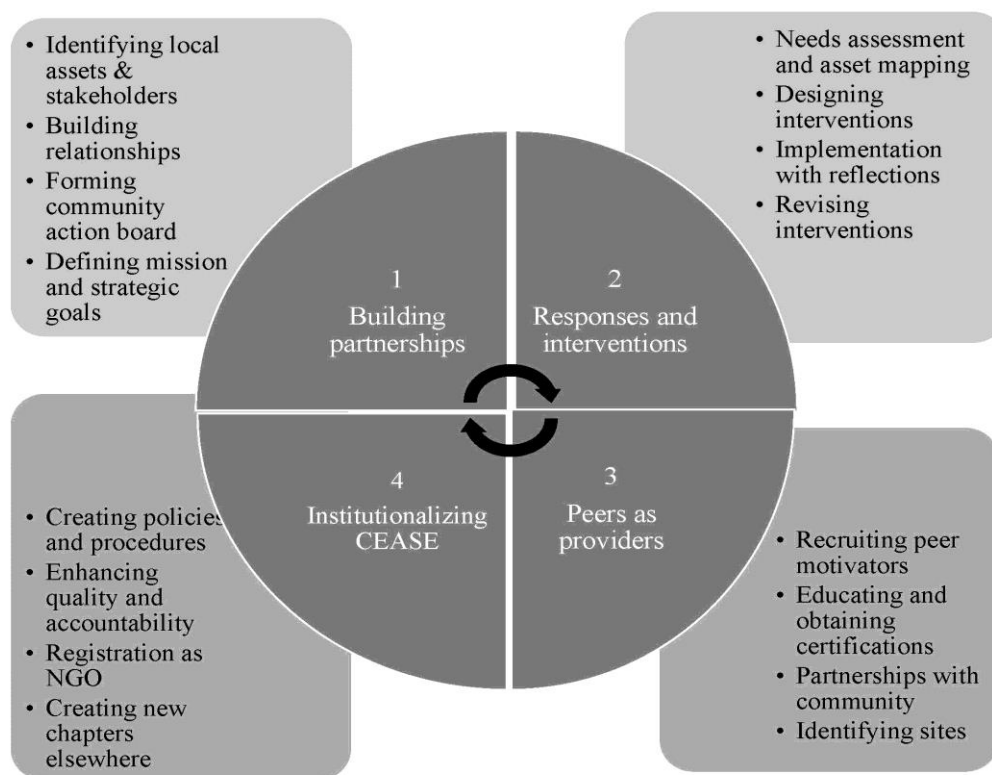 • Identifying local
assets &
stakeholders
• Building
relationships
• Forming
community
action board
• Defining mission
and strategic
goals
• Needs assessment
and asset mapping
• Designing
interventions
• Implementation
with reflections
• Revising
interventions
1
Building
partnerships
2
Responses and
interventions
4
Institutionalizing
CEASE
3
Peers as
providers
• Creating policies
and procedures
• Enhancing
quality and
accountability
• Registration as
NGO
• Creating new
chapters
elsewhere
• Recruiting peer
motivators
• Educating and
obtaining
certifications
• Partnerships with
community
• Identifying sites